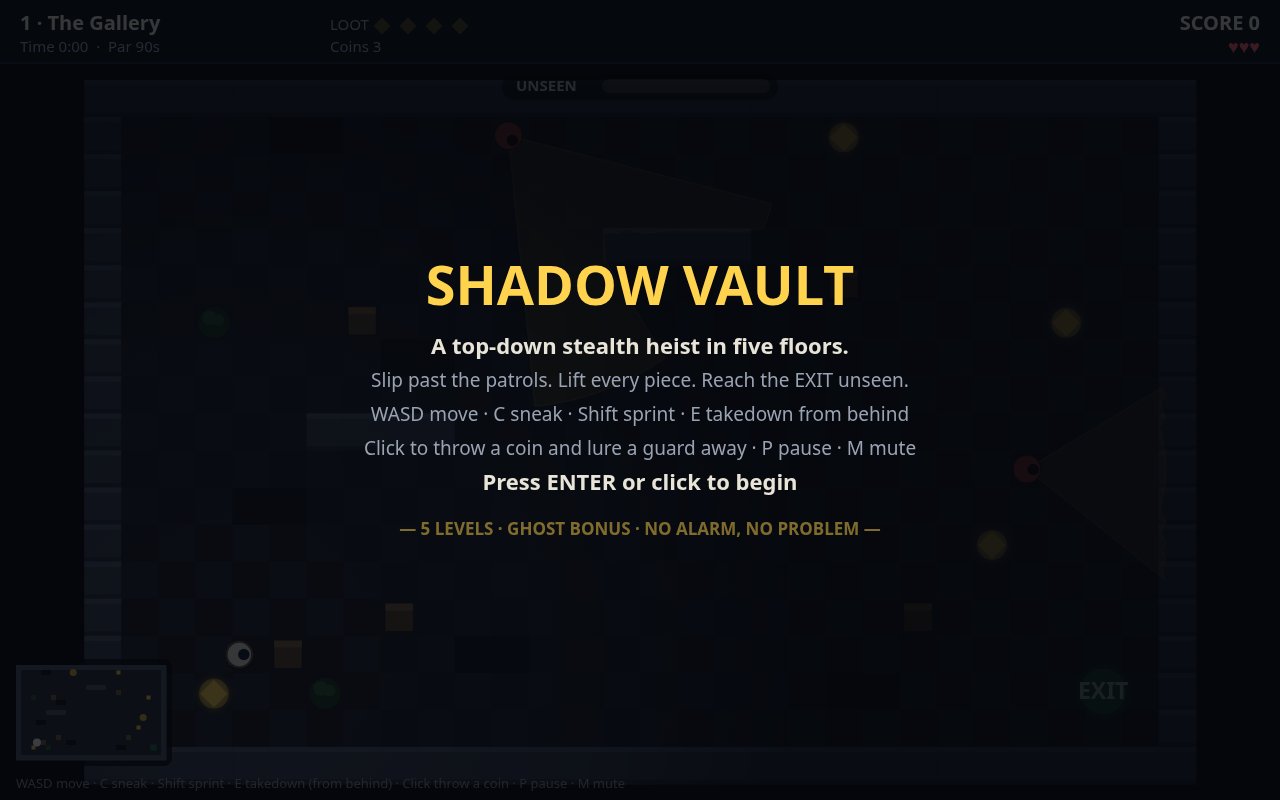 1 · The Gallery
Time 0:00 · Par 90s
LOOT
Coins 3
SCORE 0
UNSEEN
SHADOW VAULT
A top-down stealth heist in five floors.
Slip past the patrols. Lift every piece. Reach the EXIT unseen.
WASD move · C sneak · Shift sprint · E takedown from behind
Click to throw a coin and lure a guard away · P pause · M mute
Press ENTER or click to begin
— 5 LEVELS · GHOST BONUS · NO ALARM, NO PROBLEM —
EXIT
WASD move · C sneak · Shift sprint · E takedown (from behind) · Click throw a coin · P pause · M mute